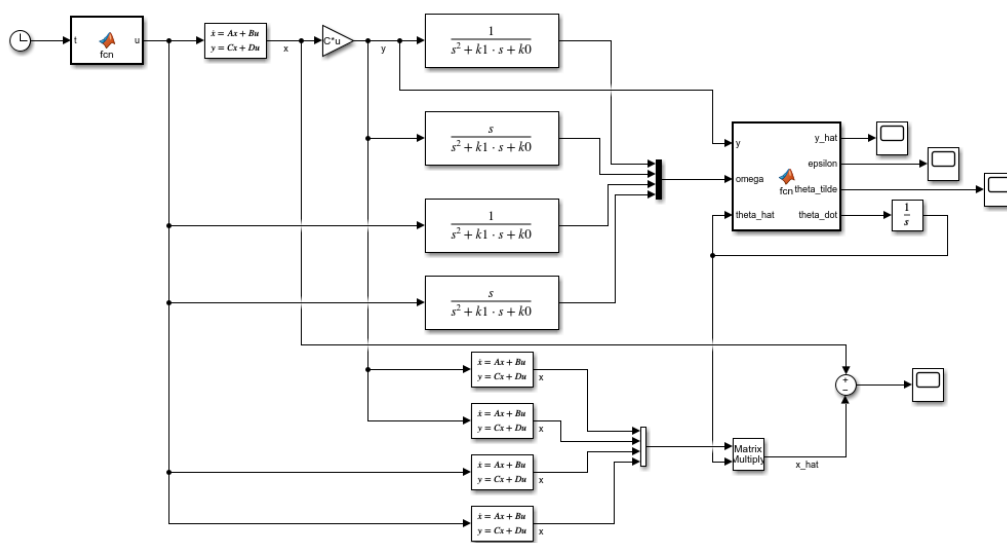 t
fcn
u
ẋ = Ax + Bu
y = Cx + Du
x
C*u
y
1
s² + k1 · s + k0
s
s² + k1 · s + k0
1
s² + k1 · s + k0
s
s² + k1 · s + k0
y
omega
theta_hat
fcn
y_hat
epsilon
theta_tilde
theta_dot
1
s
ẋ = Ax + Bu
y = Cx + Du
x
ẋ = Ax + Bu
y = Cx + Du
x
ẋ = Ax + Bu
y = Cx + Du
x
ẋ = Ax + Bu
y = Cx + Du
x
Matrix
Multiply
x_hat
+
−